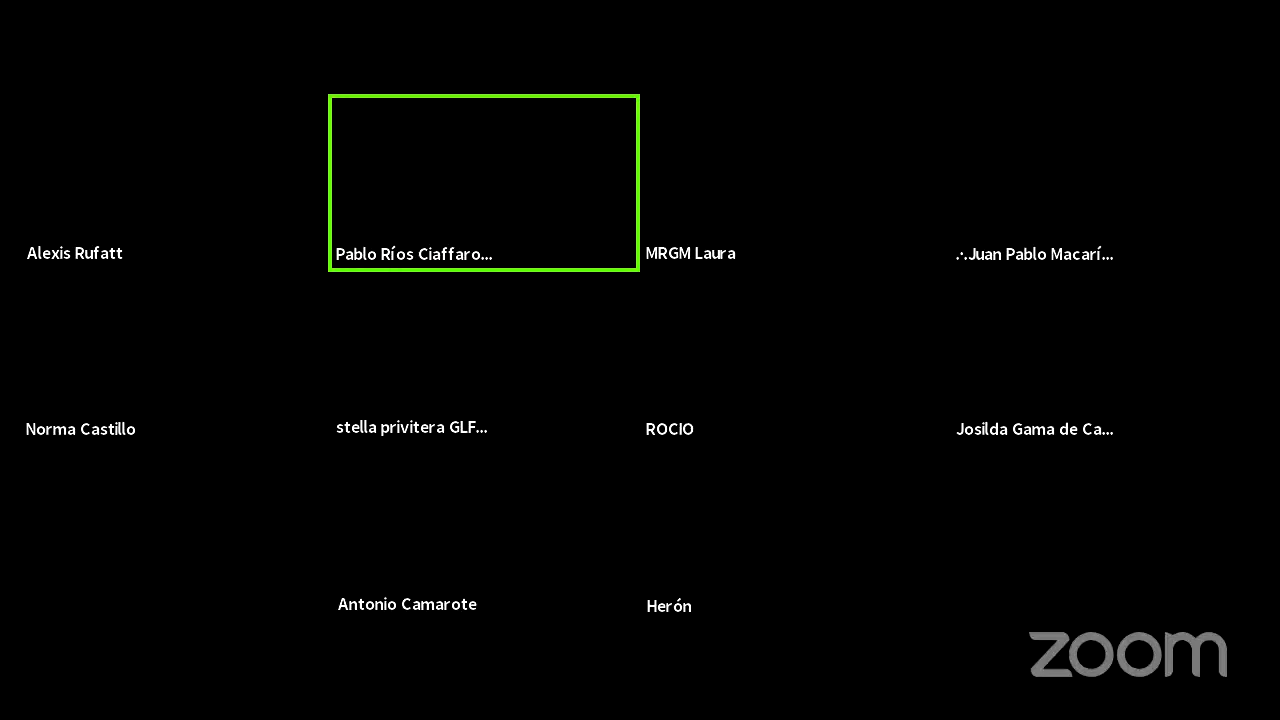 Alexis Rufatt
Pablo Ríos Ciaffaro...
MRGM Laura
∴Juan Pablo Macarí...
Norma Castillo
stella privitera GLF...
ROCIO
Josilda Gama de Ca...
Antonio Camarote
Herón
zoom